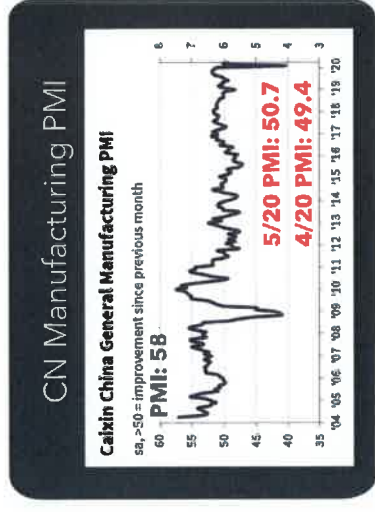 CN Manufacturing PMI
Caixin China General Manufacturing PMI
sa, >50 = improvement since previous month
PMI: 58
60
55
50
45
40
35
8
7
6
5
4
3
5/20 PMI: 50.7
4/20 PMI: 49.4
'04 '05 '06 '07 '08 '09 '10 '11 '12 '13 '14 '15 '16 '17 '18 '19 '20